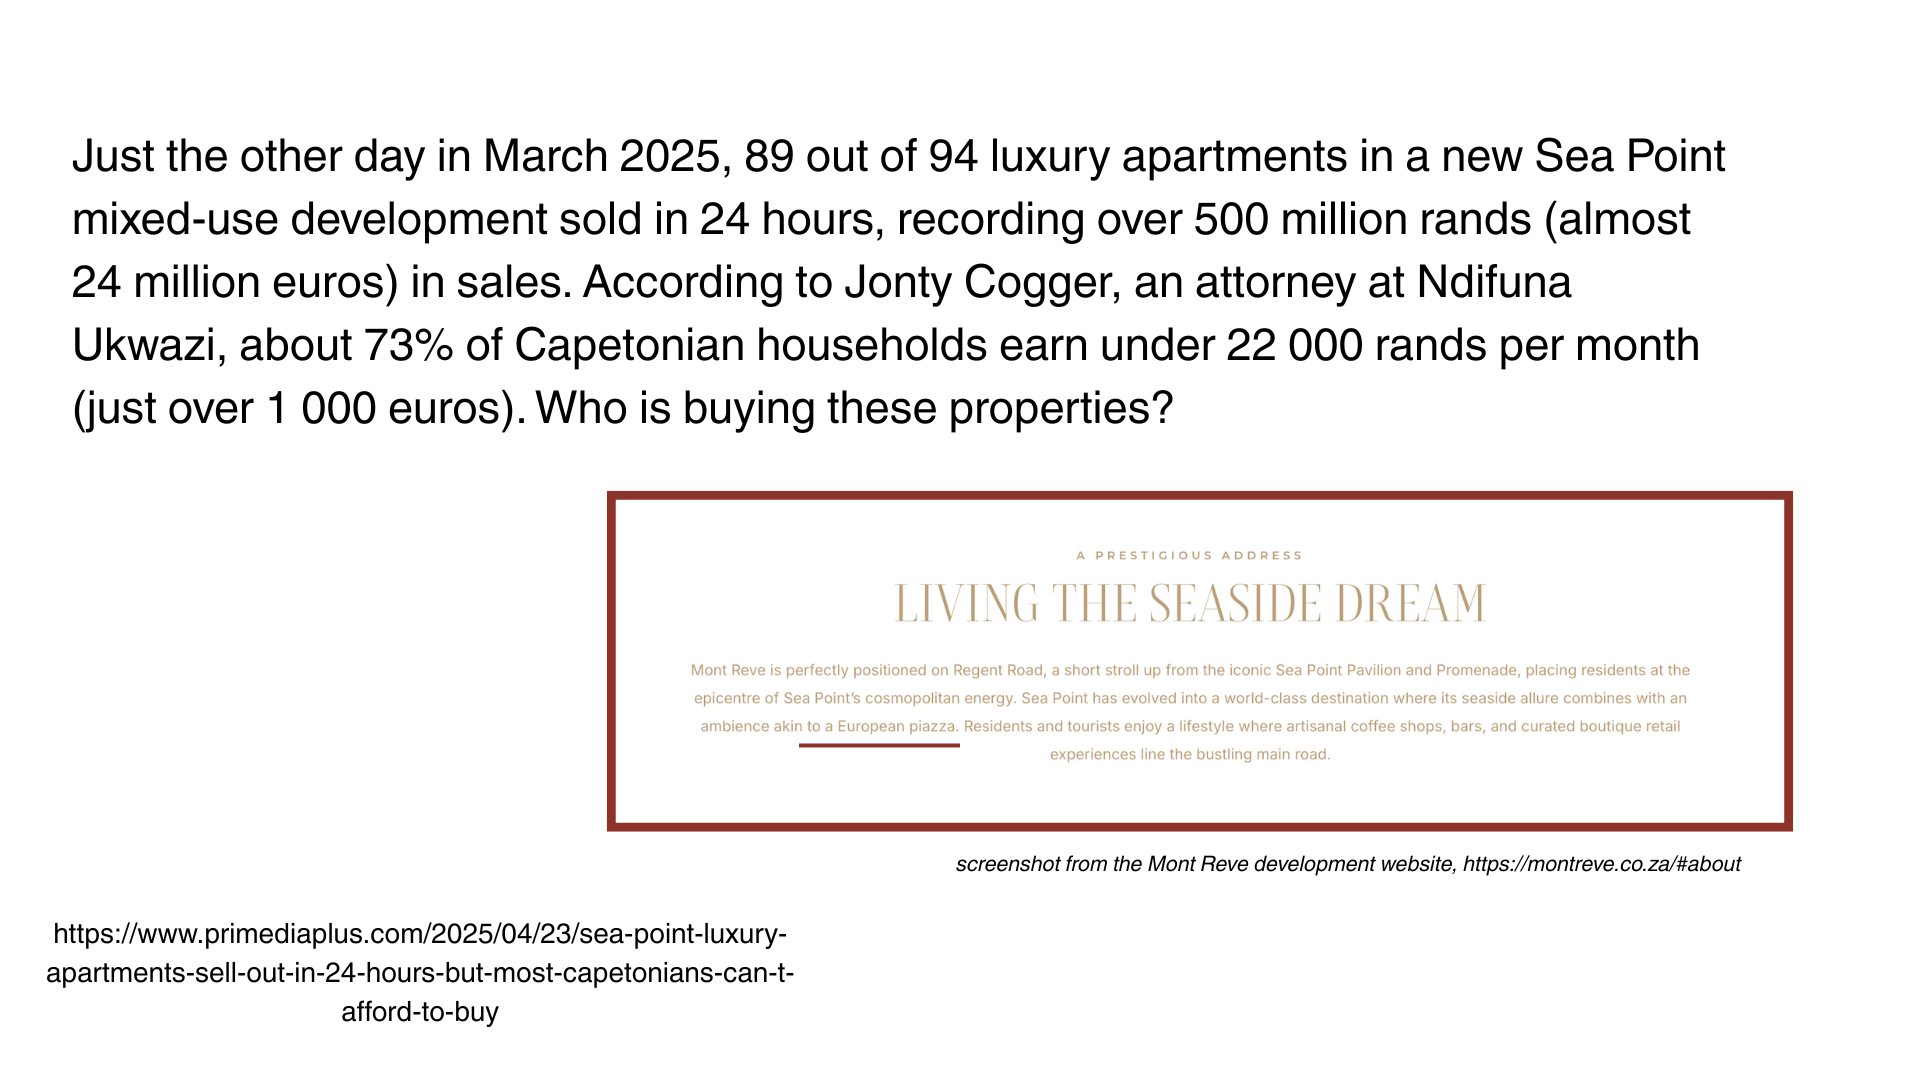 Just the other day in March 2025, 89 out of 94 luxury apartments in a new Sea Point
mixed-use development sold in 24 hours, recording over 500 million rands (almost
24 million euros) in sales. According to Jonty Cogger, an attorney at Ndifuna
Ukwazi, about 73% of Capetonian households earn under 22 000 rands per month
(just over 1 000 euros). Who is buying these properties?
A PRESTIGIOUS ADDRESS
LIVING THE SEASIDE DREAM
Mont Reve is perfectly positioned on Regent Road, a short stroll up from the iconic Sea Point Pavilion and Promenade, placing residents at the
epicentre of Sea Point's cosmopolitan energy. Sea Point has evolved into a world-class destination where its seaside allure combines with an
ambience akin to a European piazza. Residents and tourists enjoy a lifestyle where artisanal coffee shops, bars, and curated boutique retail
experiences line the bustling main road.
screenshot from the Mont Reve development website, https://montreve.co.za/#about
https://www.primediaplus.com/2025/04/23/sea-point-luxury-
apartments-sell-out-in-24-hours-but-most-capetonians-can-t-
afford-to-buy